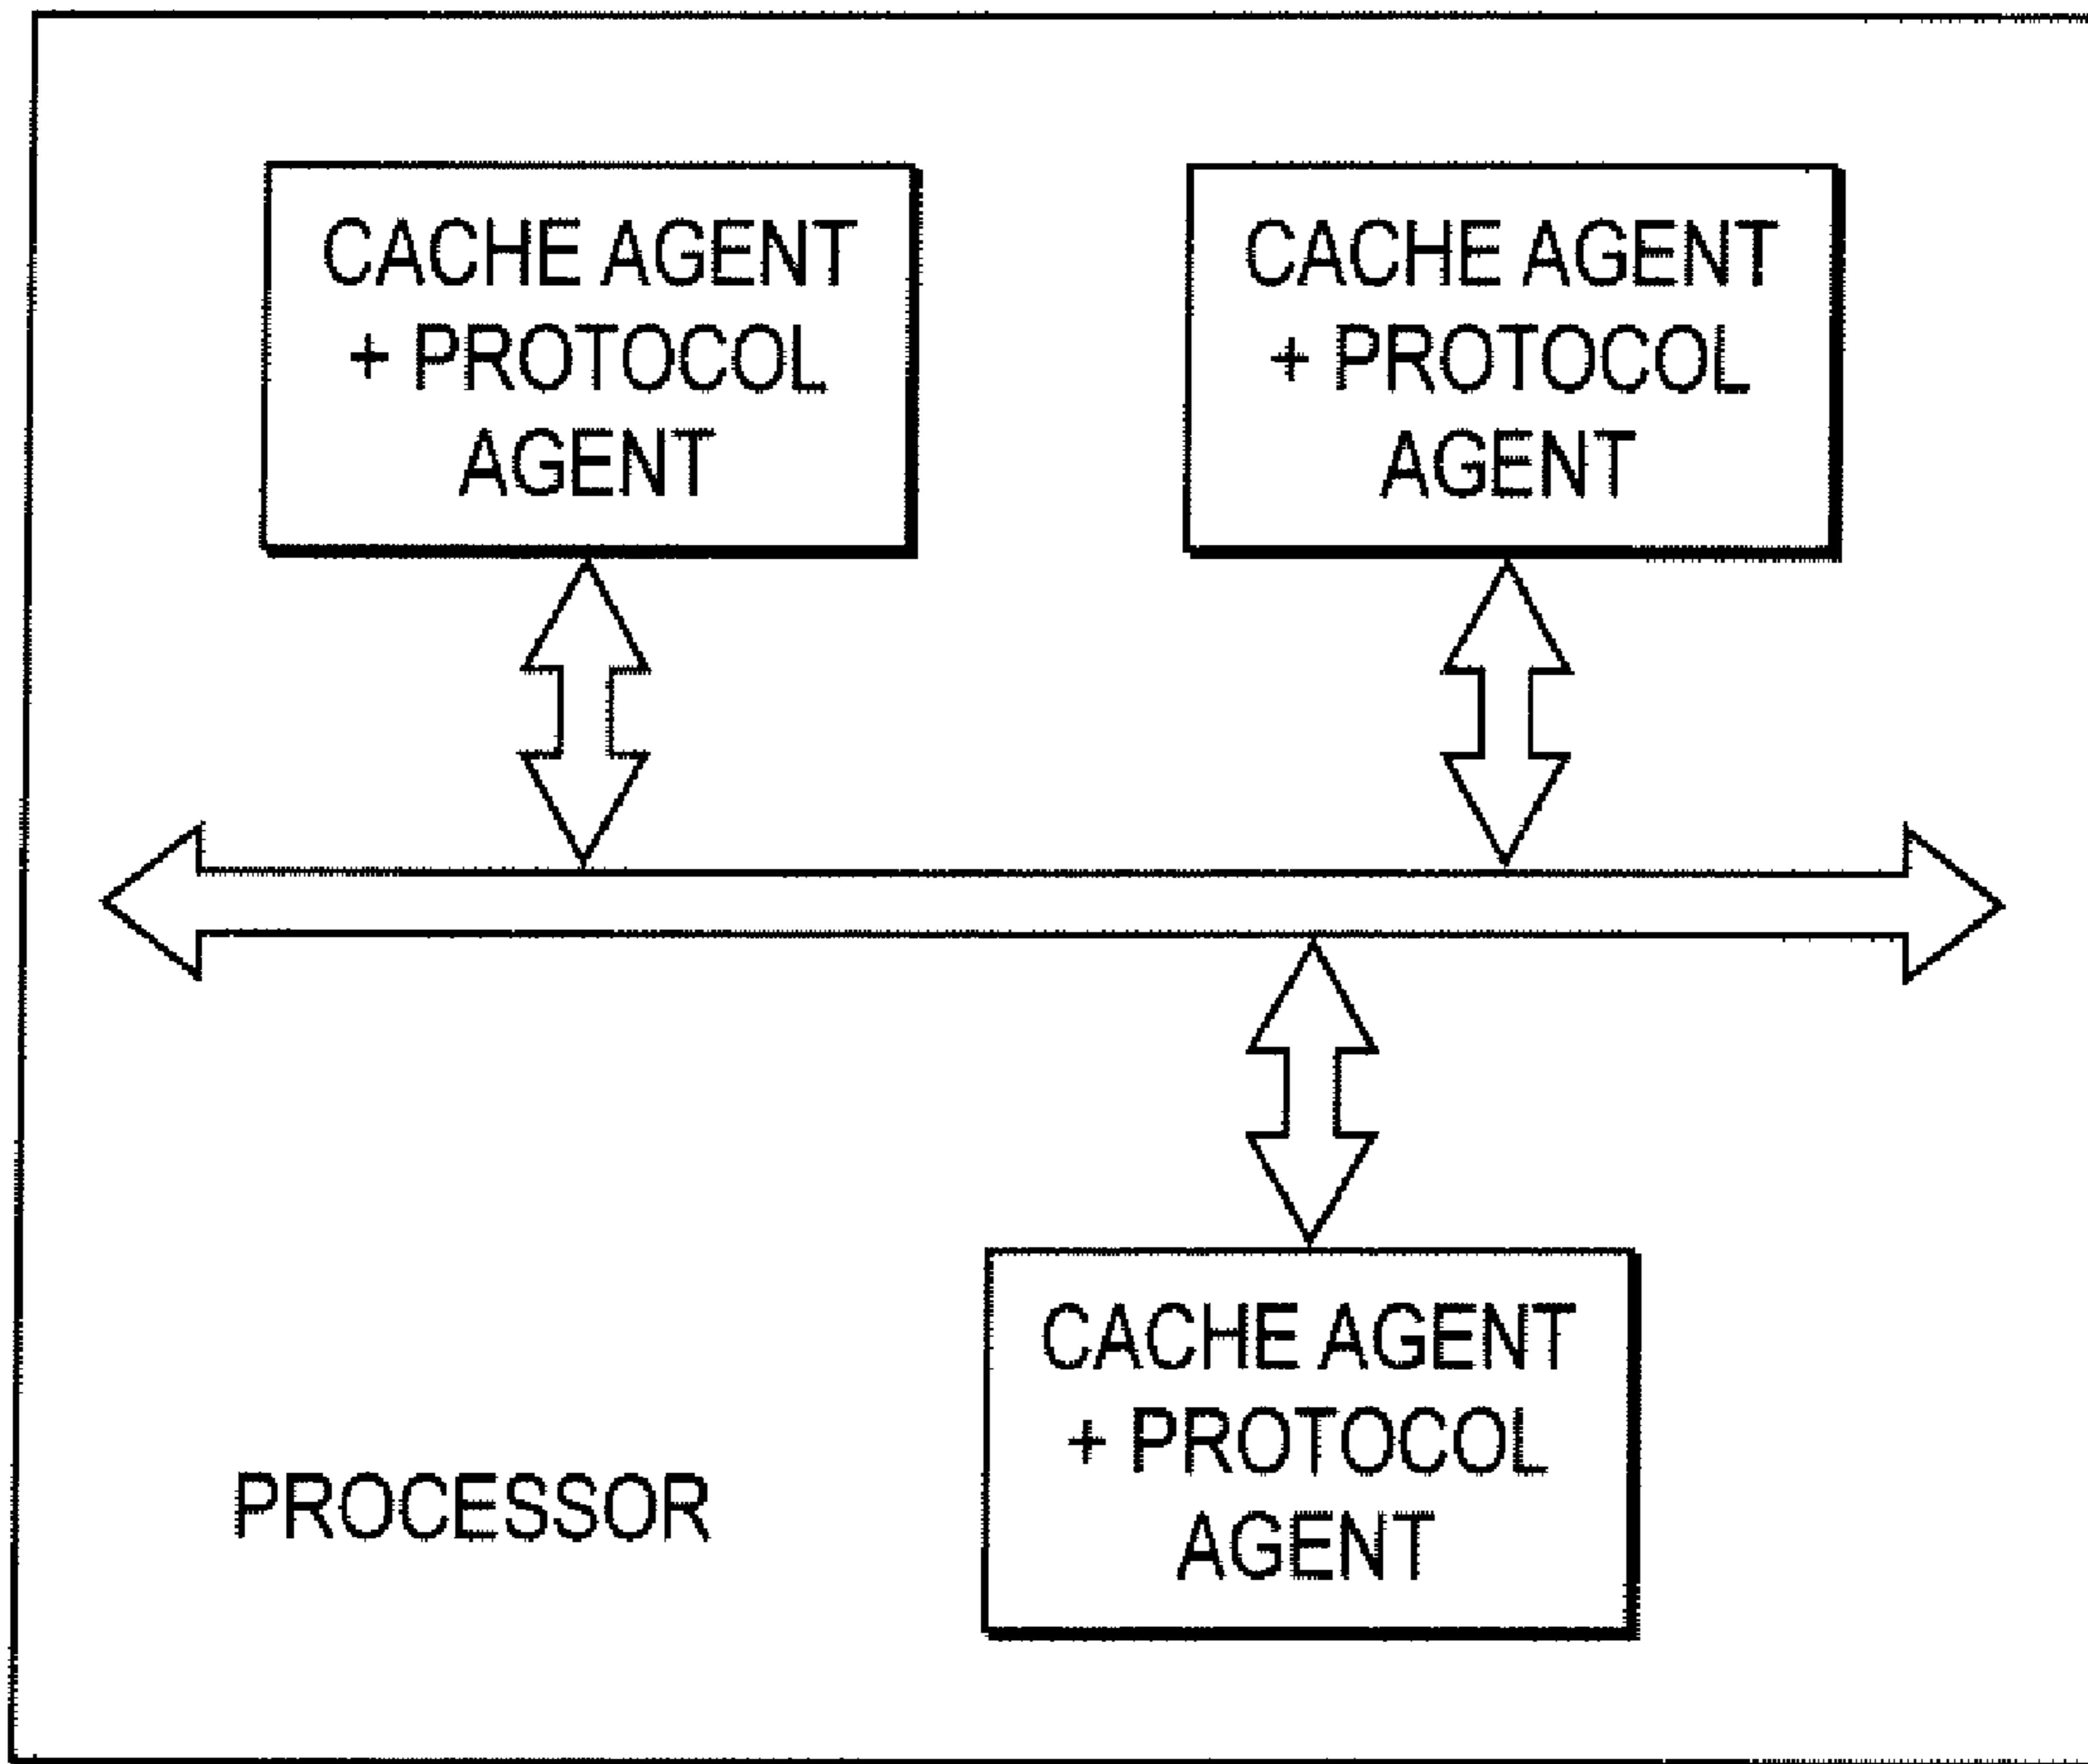 CACHE AGENT
+ PROTOCOL
AGENT
CACHE AGENT
+ PROTOCOL
AGENT
CACHE AGENT
+ PROTOCOL
AGENT
PROCESSOR